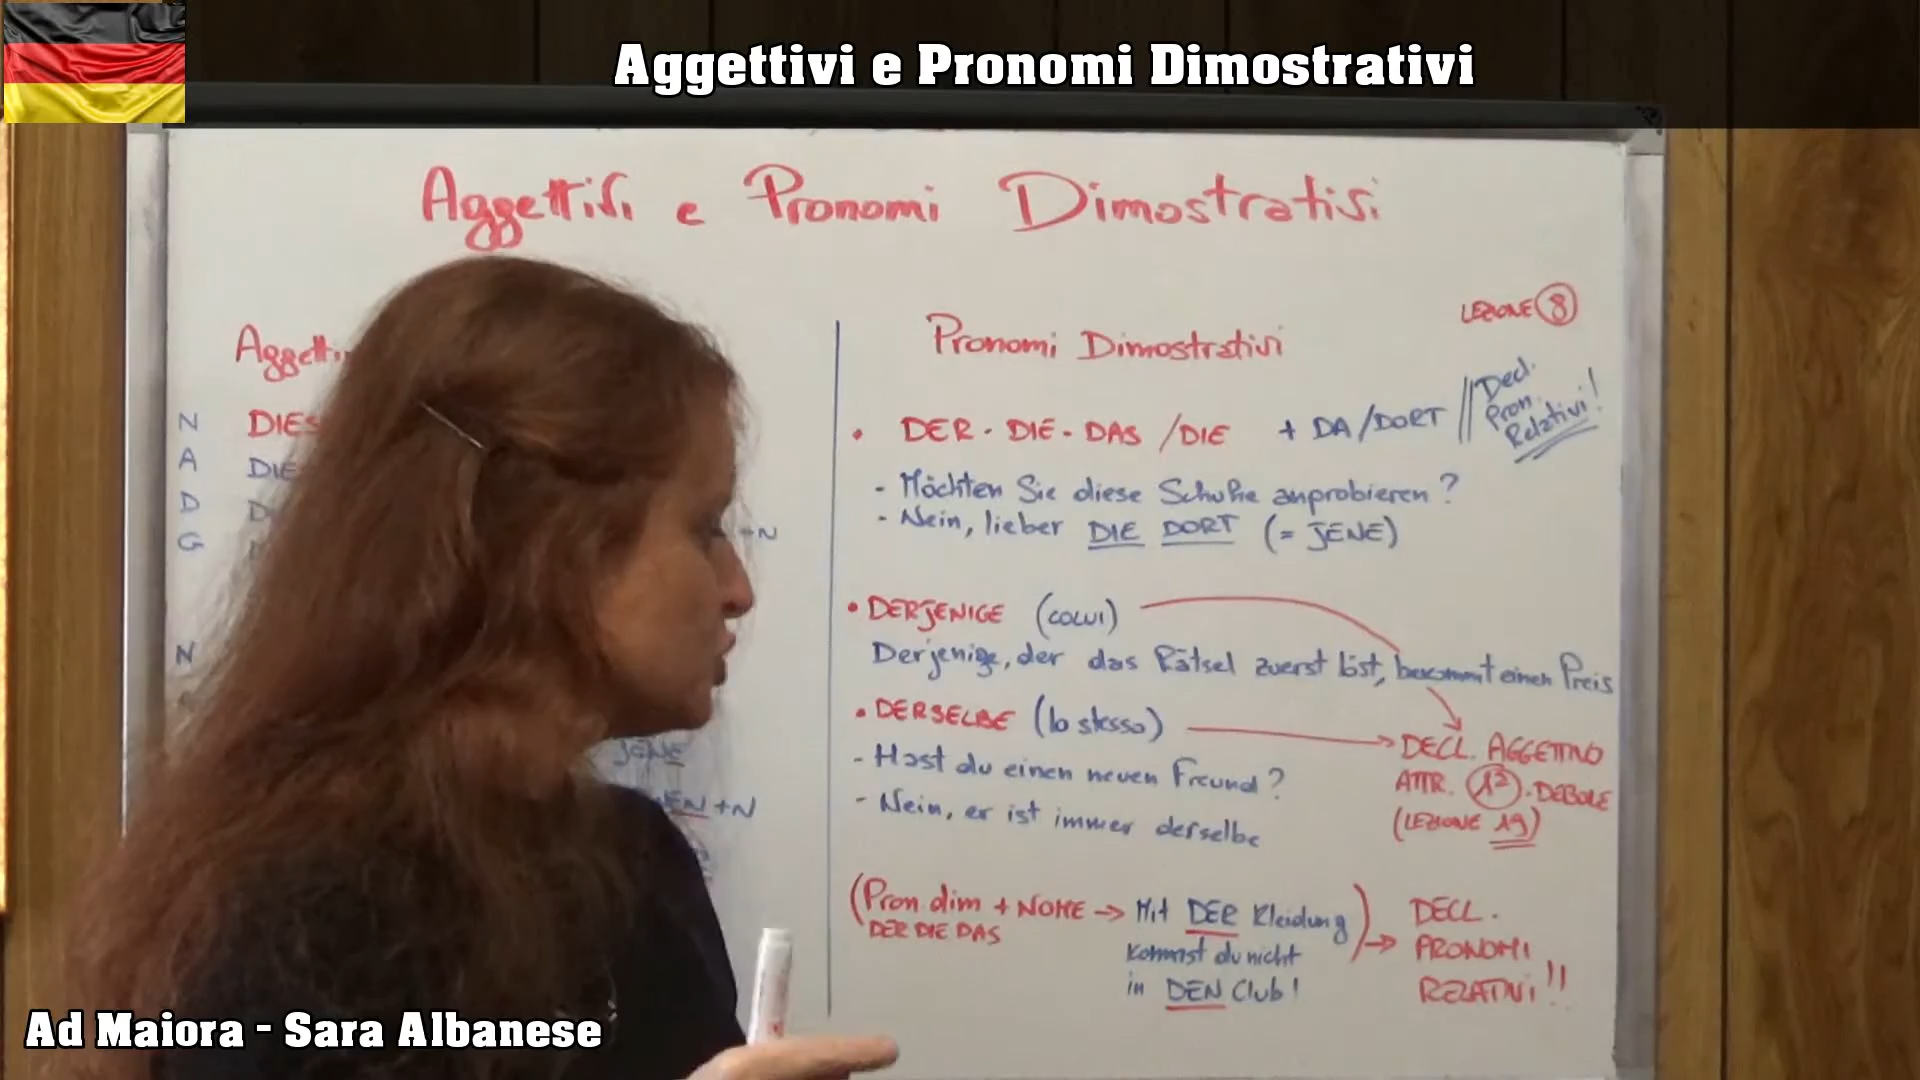 Aggettivi e Pronomi Dimostrativi
Aggettivi e Pronomi Dimostrativi
LEZIONE 8
N
A
D
G
DIE
+N
N
JENE
EN +N
Pronomi Dimostrativi
• DER - DIE - DAS / DIE + DA / DORT // Decl.
Pron.
Relativi!
- Möchten Sie diese Schuhe anprobieren?
- Nein, lieber DIE DORT (= JENE)
• DERJENIGE (COLUI)
Derjenige, der das Rätsel zuerst löst, bekommt einen Preis
• DERSELBE (lo stesso) → DECL. AGGETTIVO
ATTR. 1ª - DEBOLE
(LEZIONE 19)
- Hast du einen neuen Freund?
- Nein, er ist immer derselbe
(Pron dim + NOME → Mit DER Kleidung
DER DIE DAS
kommst du nicht
in DEN Club!
) → DECL.
PRONOMI
RELATIVI!!
Ad Maiora - Sara Albanese